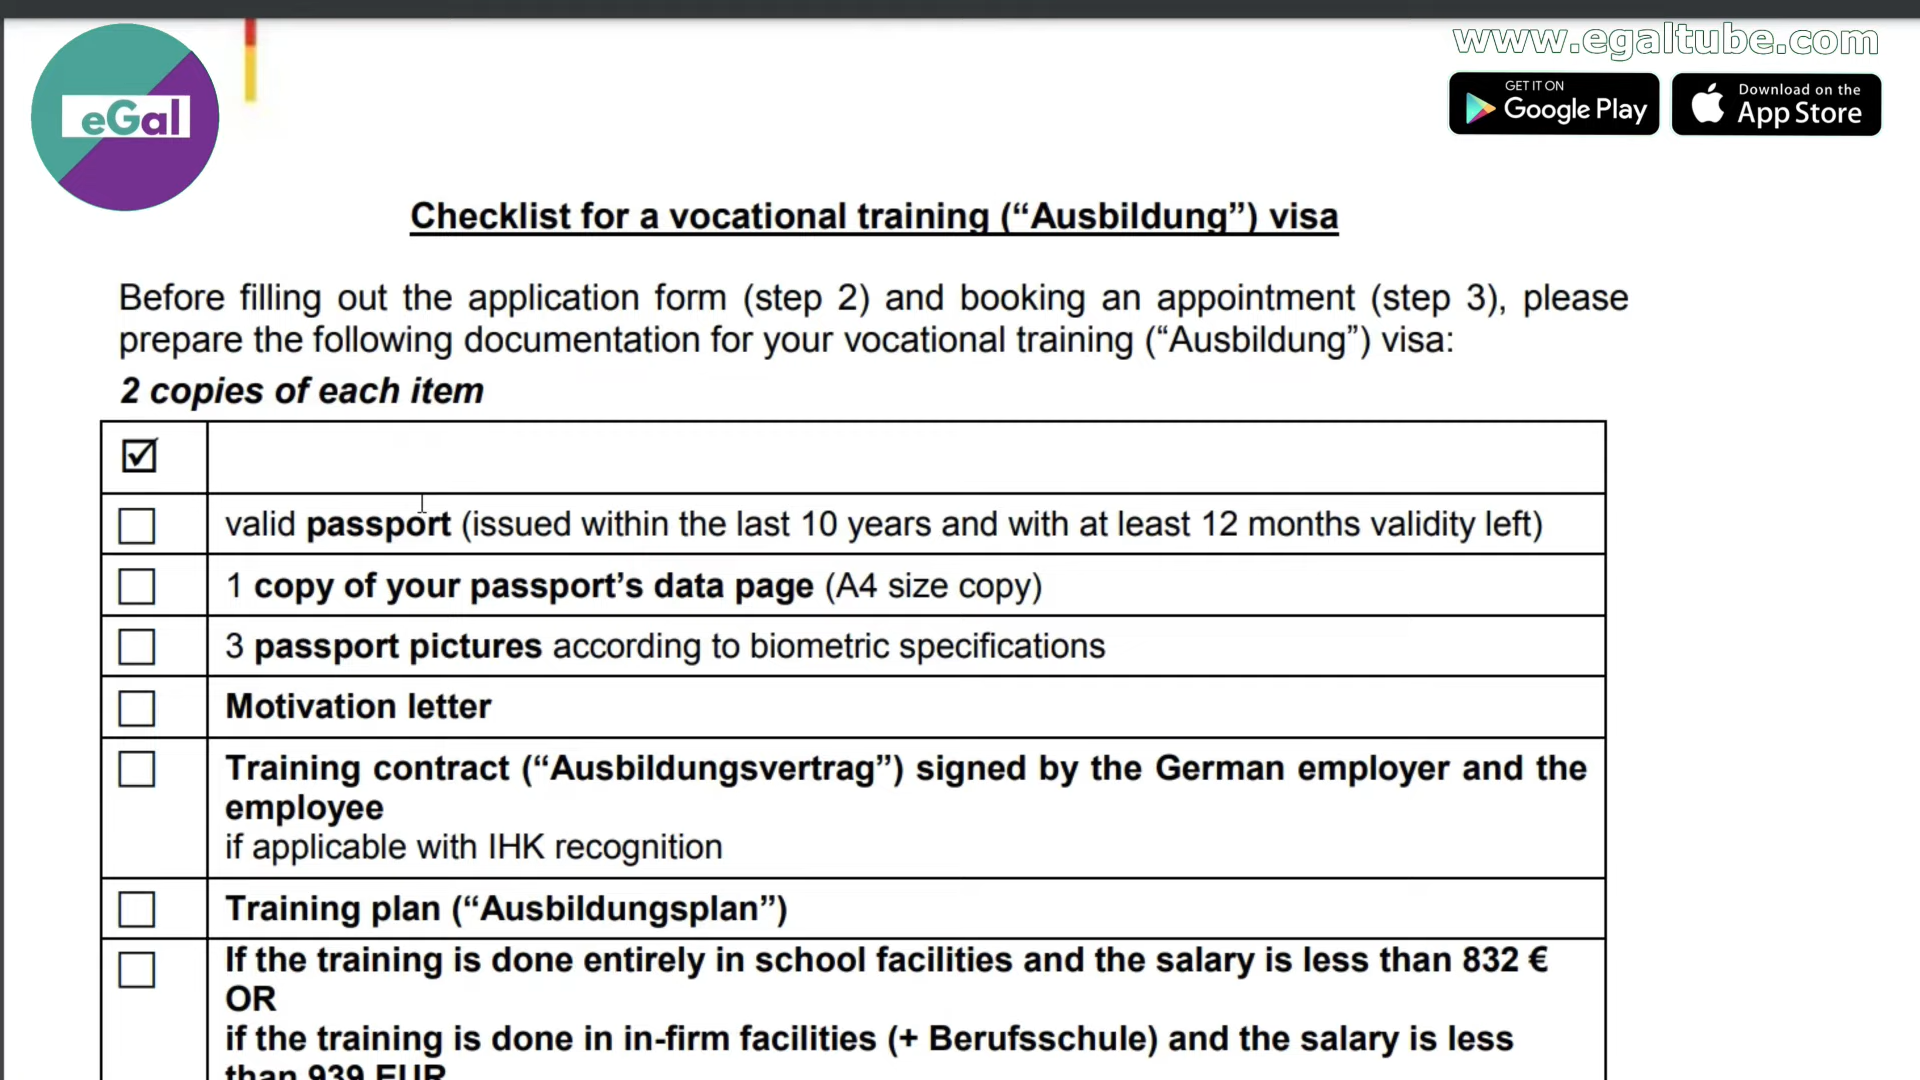 www.egaltube.com
eGal
GET IT ON
Google Play
Download on the
App Store
Checklist for a vocational training (“Ausbildung”) visa
Before filling out the application form (step 2) and booking an appointment (step 3), please
prepare the following documentation for your vocational training (“Ausbildung”) visa:
2 copies of each item
valid passport (issued within the last 10 years and with at least 12 months validity left)
1 copy of your passport’s data page (A4 size copy)
3 passport pictures according to biometric specifications
Motivation letter
Training contract (“Ausbildungsvertrag”) signed by the German employer and the
employee
if applicable with IHK recognition
Training plan (“Ausbildungsplan”)
If the training is done entirely in school facilities and the salary is less than 832 €
OR
if the training is done in in-firm facilities (+ Berufsschule) and the salary is less
than 939 EUR